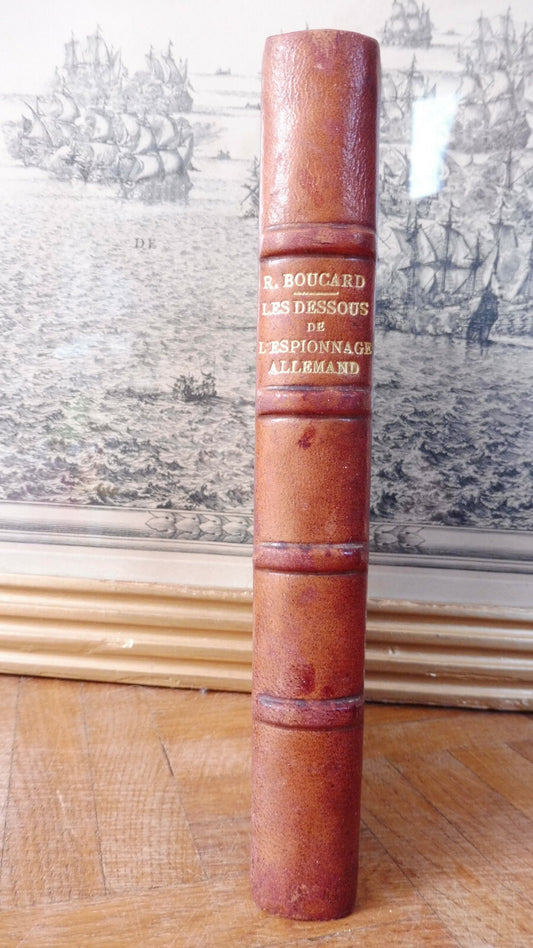 DE
R. BOUCARD
LES DESSOUS
DE
L'ESPIONNAGE
ALLEMAND